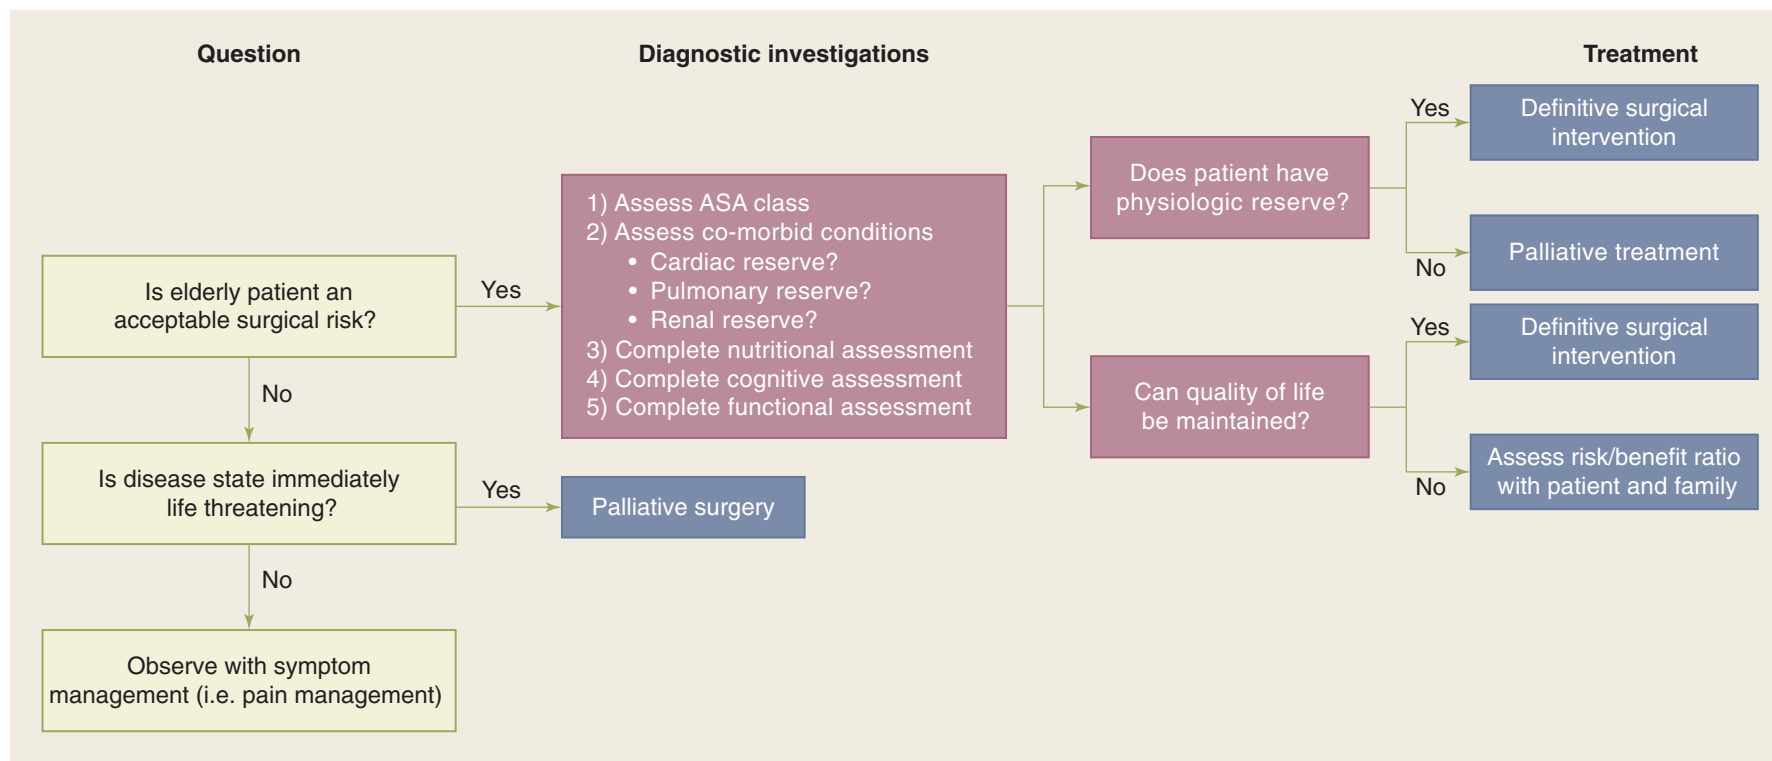 Question
Diagnostic investigations
Treatment
Is elderly patient an
acceptable surgical risk?
Yes
No
Is disease state immediately
life threatening?
Yes
No
Observe with symptom
management (i.e. pain management)
1) Assess ASA class
2) Assess co-morbid conditions
• Cardiac reserve?
• Pulmonary reserve?
• Renal reserve?
3) Complete nutritional assessment
4) Complete cognitive assessment
5) Complete functional assessment
Palliative surgery
Does patient have
physiologic reserve?
Yes
Definitive surgical
intervention
No
Palliative treatment
Can quality of life
be maintained?
Yes
Definitive surgical
intervention
No
Assess risk/benefit ratio
with patient and family